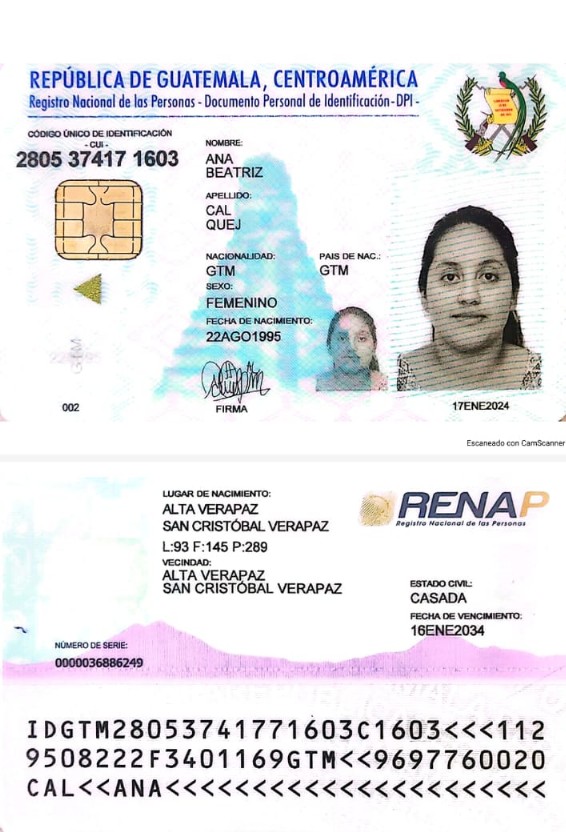 REPÚBLICA DE GUATEMALA, CENTROAMÉRICA
Registro Nacional de las Personas - Documento Personal de Identificación -DPI -
CÓDIGO ÚNICO DE IDENTIFICACIÓN
- CUI -
2805 37417 1603
NOMBRE:
ANA
BEATRIZ
APELLIDO:
CAL
QUEJ
NACIONALIDAD:
GTM
PAIS DE NAC.:
GTM
SEXO:
FEMENINO
FECHA DE NACIMIENTO:
22AGO1995
FIRMA
002
17ENE2024
Escaneado con CamScanner
LUGAR DE NACIMIENTO:
ALTA VERAPAZ
SAN CRISTÓBAL VERAPAZ
L:93 F:145 P:289
VECINDAD:
ALTA VERAPAZ
SAN CRISTÓBAL VERAPAZ
RENAP
Registro Nacional de las Personas
ESTADO CIVIL:
CASADA
FECHA DE VENCIMIENTO:
16ENE2034
NÚMERO DE SERIE:
0000036886249
IDGTM28053741771603C1603<<<112
9508222F3401169GTM<<9697760020
CAL<<ANA<<<<<<<<<<<<<<<<<<<<<<